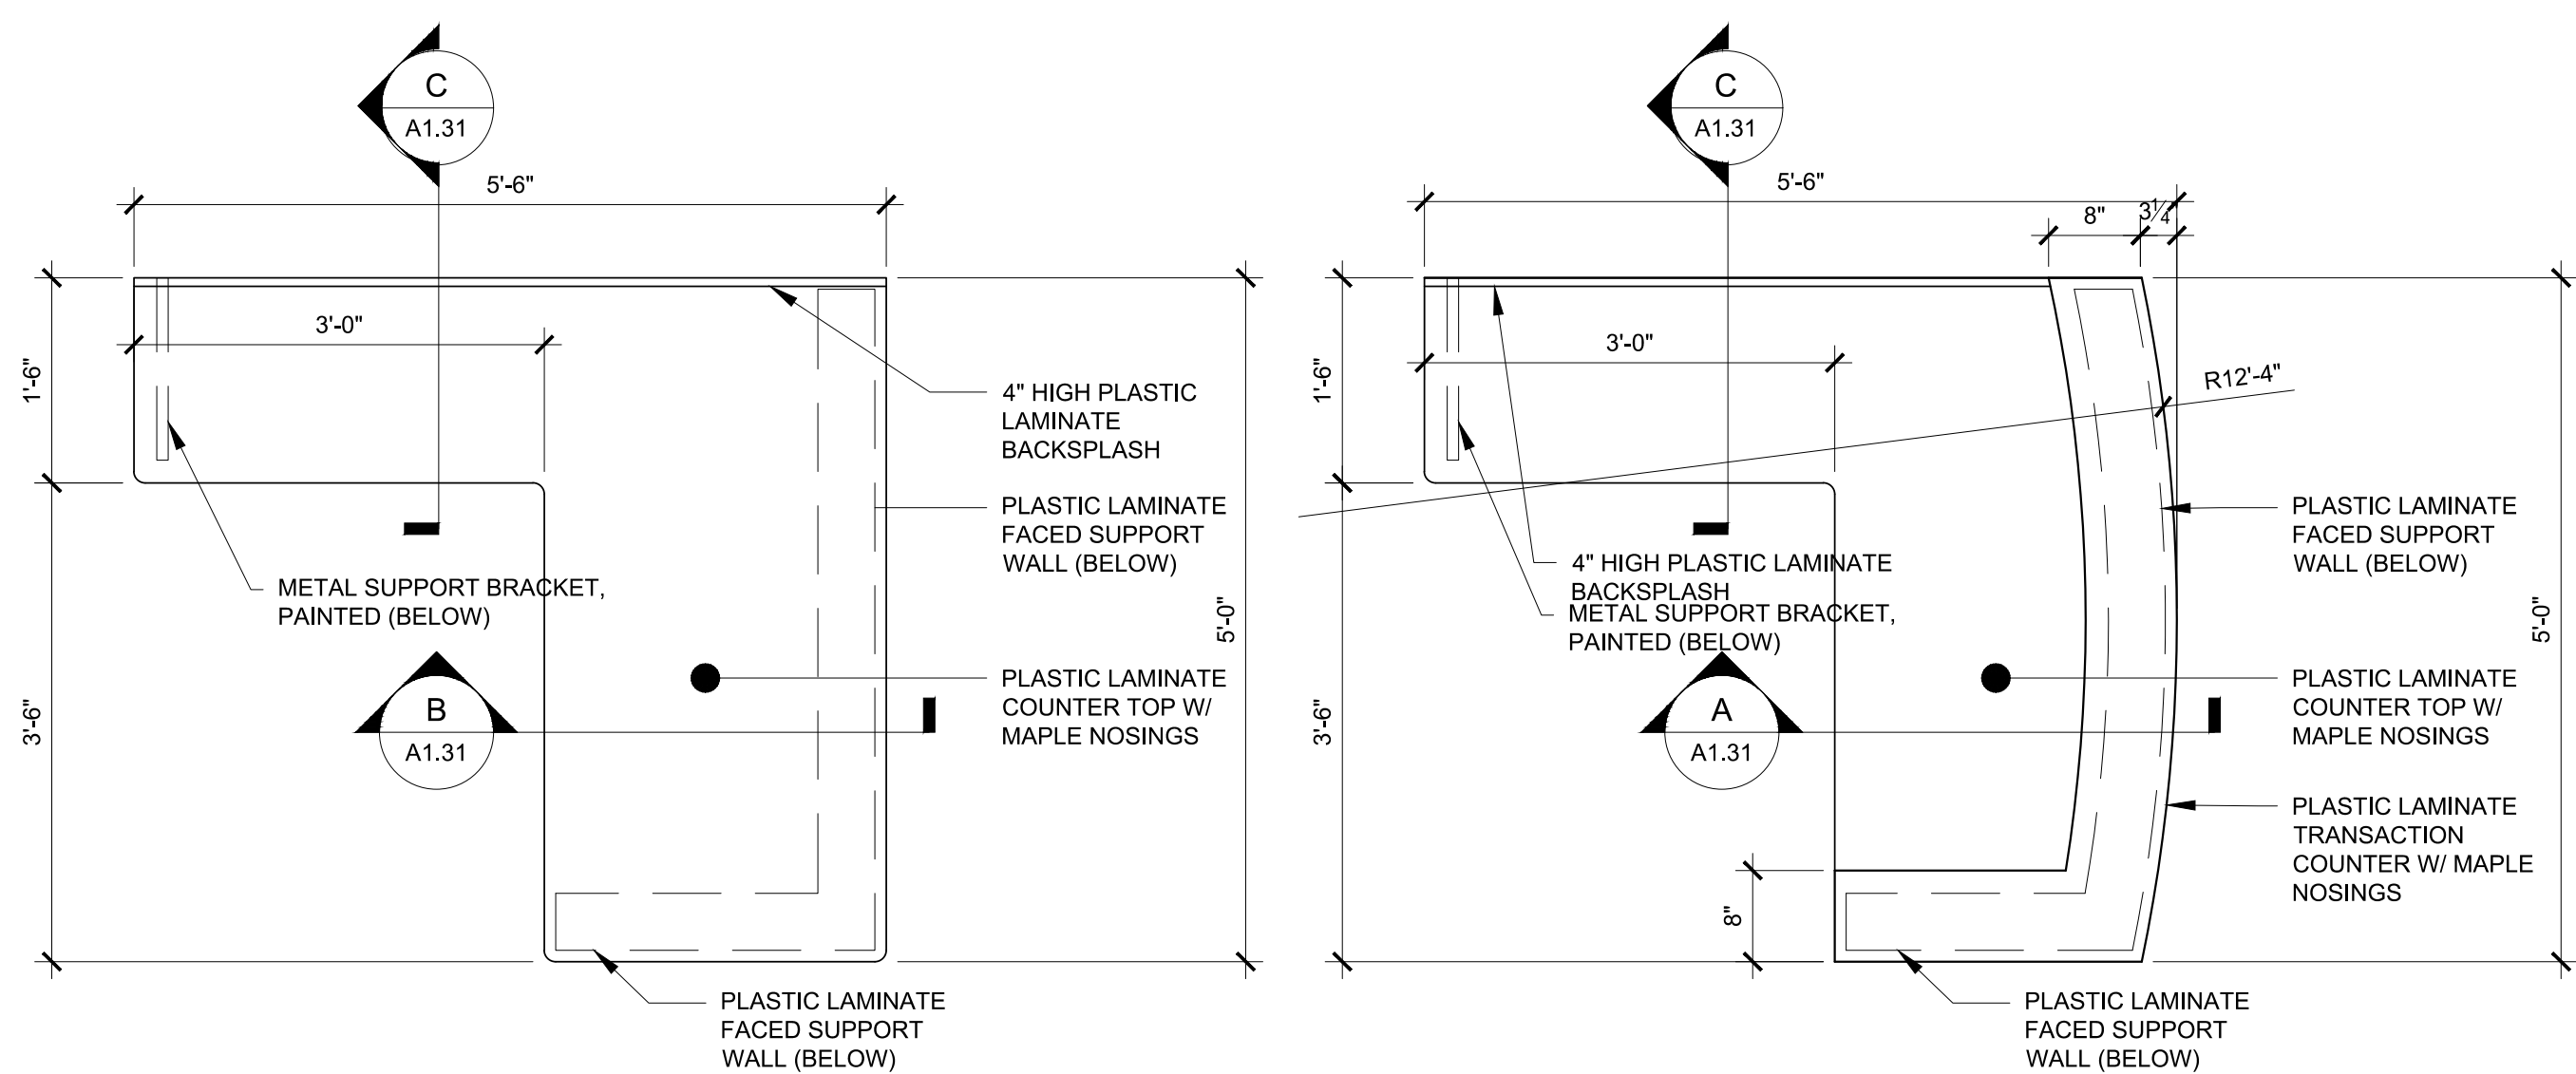 C
A1.31
5'-6"
3'-0"
1'-6"
3'-6"
4" HIGH PLASTIC
LAMINATE
BACKSPLASH
PLASTIC LAMINATE
FACED SUPPORT
WALL (BELOW)
METAL SUPPORT BRACKET,
PAINTED (BELOW)
5'-0"
B
A1.31
PLASTIC LAMINATE
COUNTER TOP W/
MAPLE NOSINGS
PLASTIC LAMINATE
FACED SUPPORT
WALL (BELOW)
C
A1.31
5'-6"
8"
3 1/4
3'-0"
1'-6"
3'-6"
R12'-4"
PLASTIC LAMINATE
FACED SUPPORT
WALL (BELOW)
4" HIGH PLASTIC LAMINATE
BACKSPLASH
METAL SUPPORT BRACKET,
PAINTED (BELOW)
5'-0"
A
A1.31
PLASTIC LAMINATE
COUNTER TOP W/
MAPLE NOSINGS
PLASTIC LAMINATE
TRANSACTION
COUNTER W/ MAPLE
NOSINGS
8"
PLASTIC LAMINATE
FACED SUPPORT
WALL (BELOW)